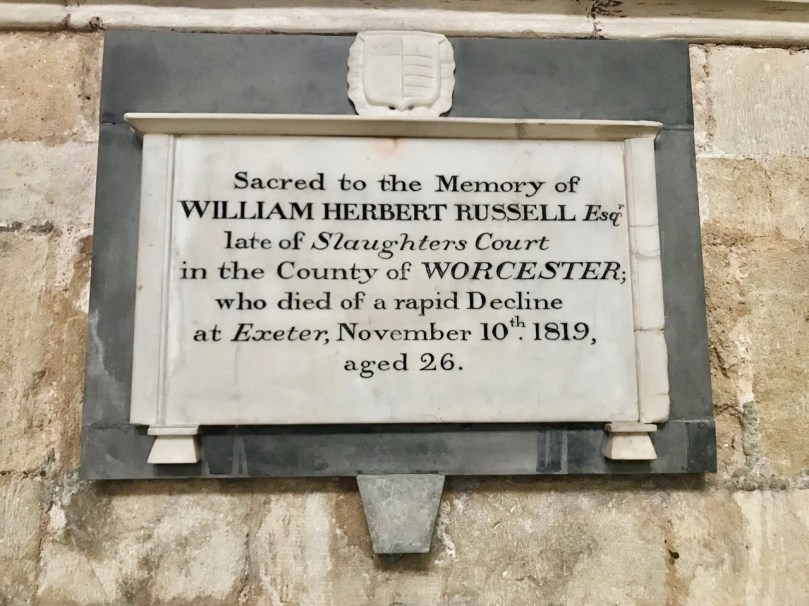 Sacred to the Memory of
WILLIAM HERBERT RUSSELL Esqr
late of Slaughters Court
in the County of WORCESTER;
who died of a rapid Decline
at Exeter, November 10th. 1819,
aged 26.